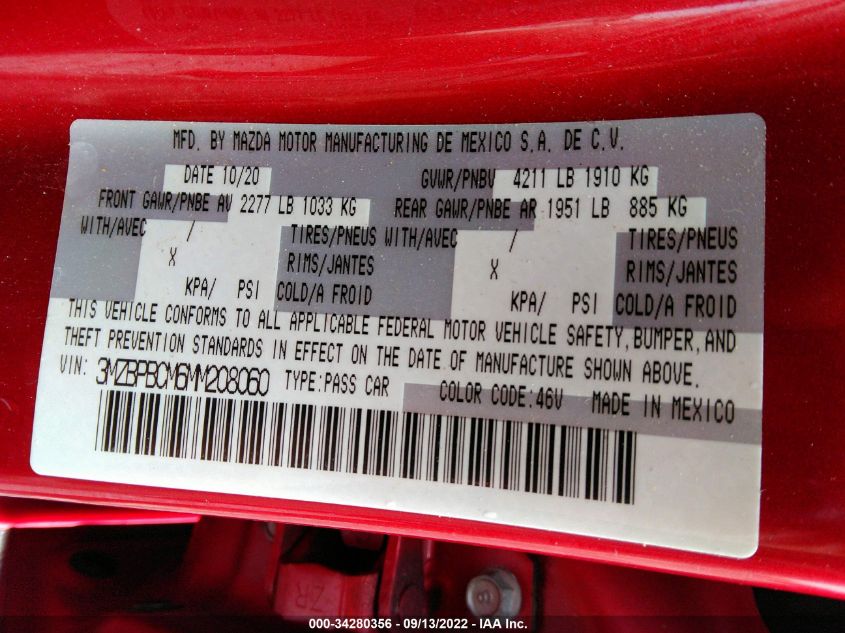 MFD. BY MAZDA MOTOR MANUFACTURING DE MEXICO S.A. DE C.V.
DATE 10/20 GVWR/PNBV 4211 LB 1910 KG
FRONT GAWR/PNBE AV 2277 LB 1033 KG REAR GAWR/PNBE AR 1951 LB 885 KG
WITH/AVEC / TIRES/PNEUS WITH/AVEC / TIRES/PNEUS
X RIMS/JANTES X RIMS/JANTES
KPA/ PSI COLD/A FROID KPA/ PSI COLD/A FROID
THIS VEHICLE CONFORMS TO ALL APPLICABLE FEDERAL MOTOR VEHICLE SAFETY, BUMPER, AND
THEFT PREVENTION STANDARDS IN EFFECT ON THE DATE OF MANUFACTURE SHOWN ABOVE.
VIN: 3MZBPBCM6MM208060 TYPE:PASS CAR COLOR CODE:46V MADE IN MEXICO
000-34280356 - 09/13/2022 - IAA Inc.